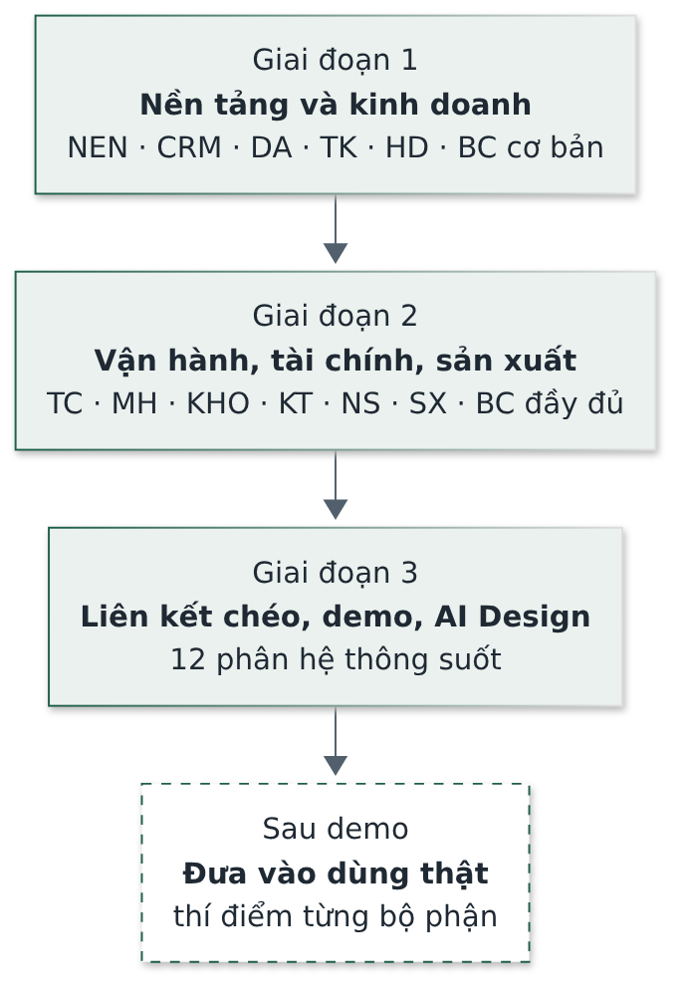 Giai đoạn 1
Nền tảng và kinh doanh
NEN · CRM · DA · TK · HD · BC cơ bản
Giai đoạn 2
Vận hành, tài chính, sản xuất
TC · MH · KHO · KT · NS · SX · BC đầy đủ
Giai đoạn 3
Liên kết chéo, demo, AI Design
12 phân hệ thông suốt
Sau demo
Đưa vào dùng thật
thí điểm từng bộ phận